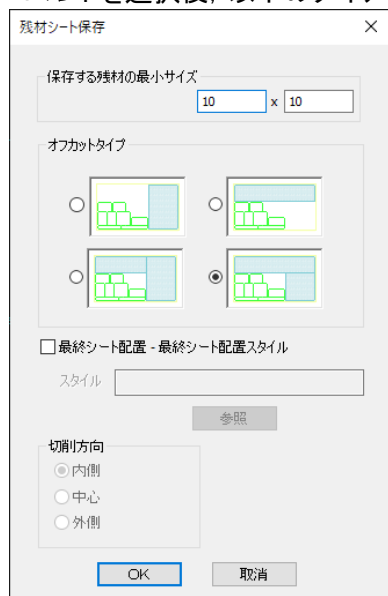 残材シート保存
保存する残材の最小サイズ
10 x 10
オフカットタイプ
最終シート配置 - 最終シート配置スタイル
スタイル
参照
切削方向
内側
中心
外側
OK 取消